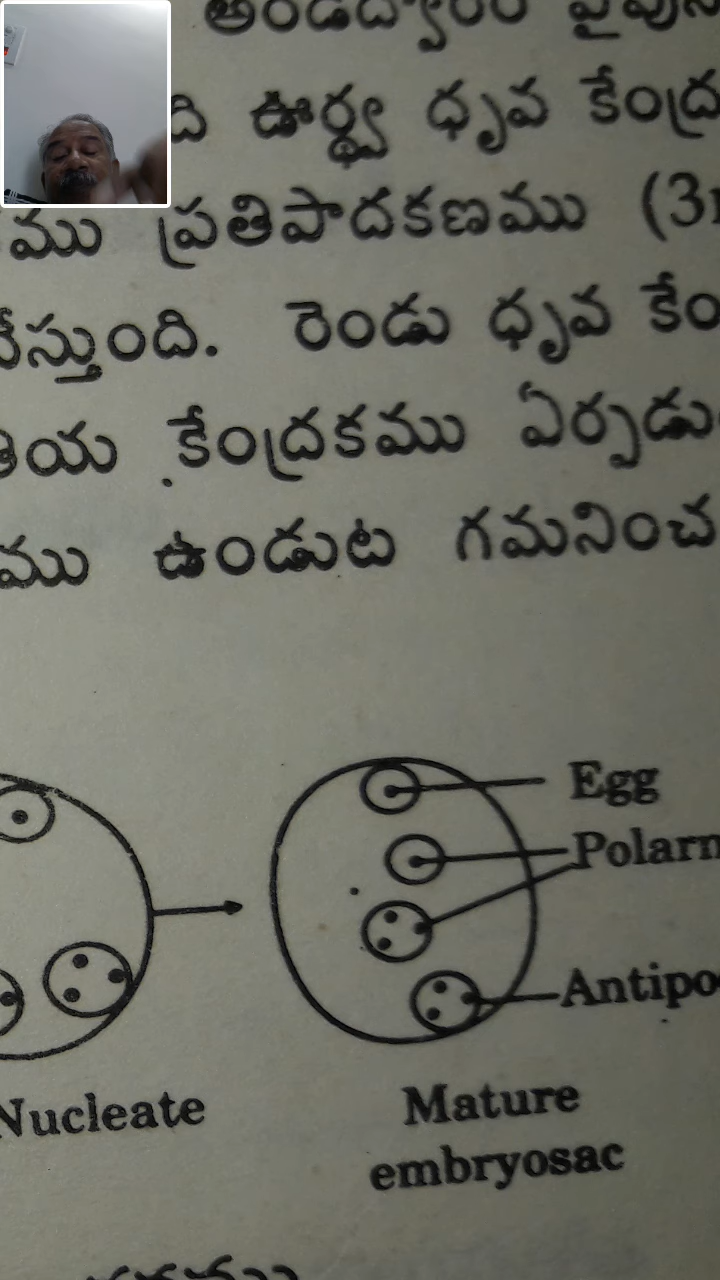 ది ఊర్ధ్వ ధృవ కేంద్ర
ము ప్రతిపాదకణము (3
రెండు ధృవ కేం
కేంద్రకము ఏర్పడు
ము ఉండుట గమనించ
Egg
Polarn
Antipo
Nucleate
Mature
embryosac